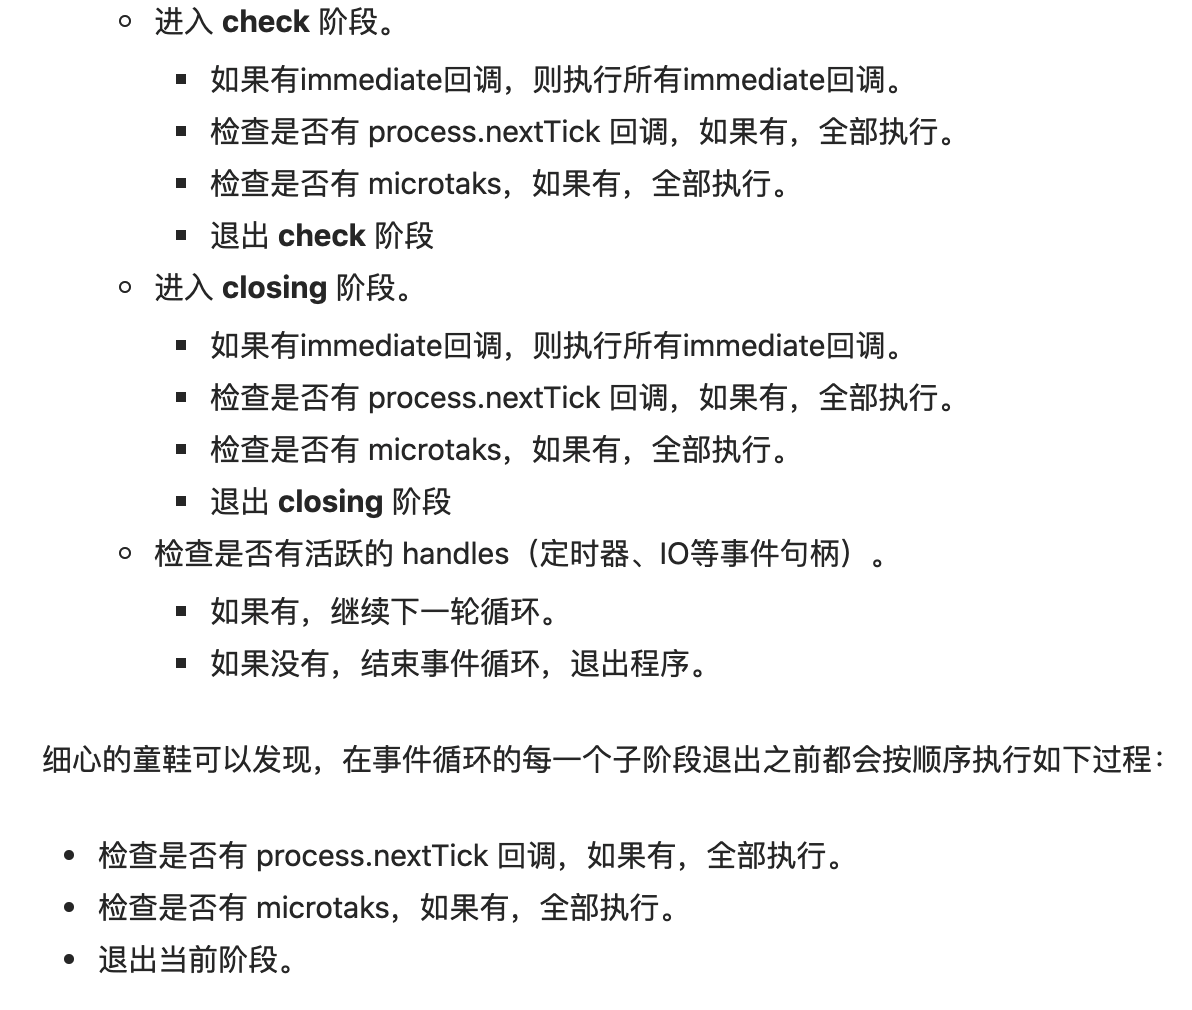 进入 check 阶段。
如果有immediate回调，则执行所有immediate回调。
检查是否有 process.nextTick 回调，如果有，全部执行。
检查是否有 microtaks，如果有，全部执行。
退出 check 阶段
进入 closing 阶段。
如果有immediate回调，则执行所有immediate回调。
检查是否有 process.nextTick 回调，如果有，全部执行。
检查是否有 microtaks，如果有，全部执行。
退出 closing 阶段
检查是否有活跃的 handles（定时器、IO等事件句柄）。
如果有，继续下一轮循环。
如果没有，结束事件循环，退出程序。
细心的童鞋可以发现，在事件循环的每一个子阶段退出之前都会按顺序执行如下过程：
检查是否有 process.nextTick 回调，如果有，全部执行。
检查是否有 microtaks，如果有，全部执行。
退出当前阶段。